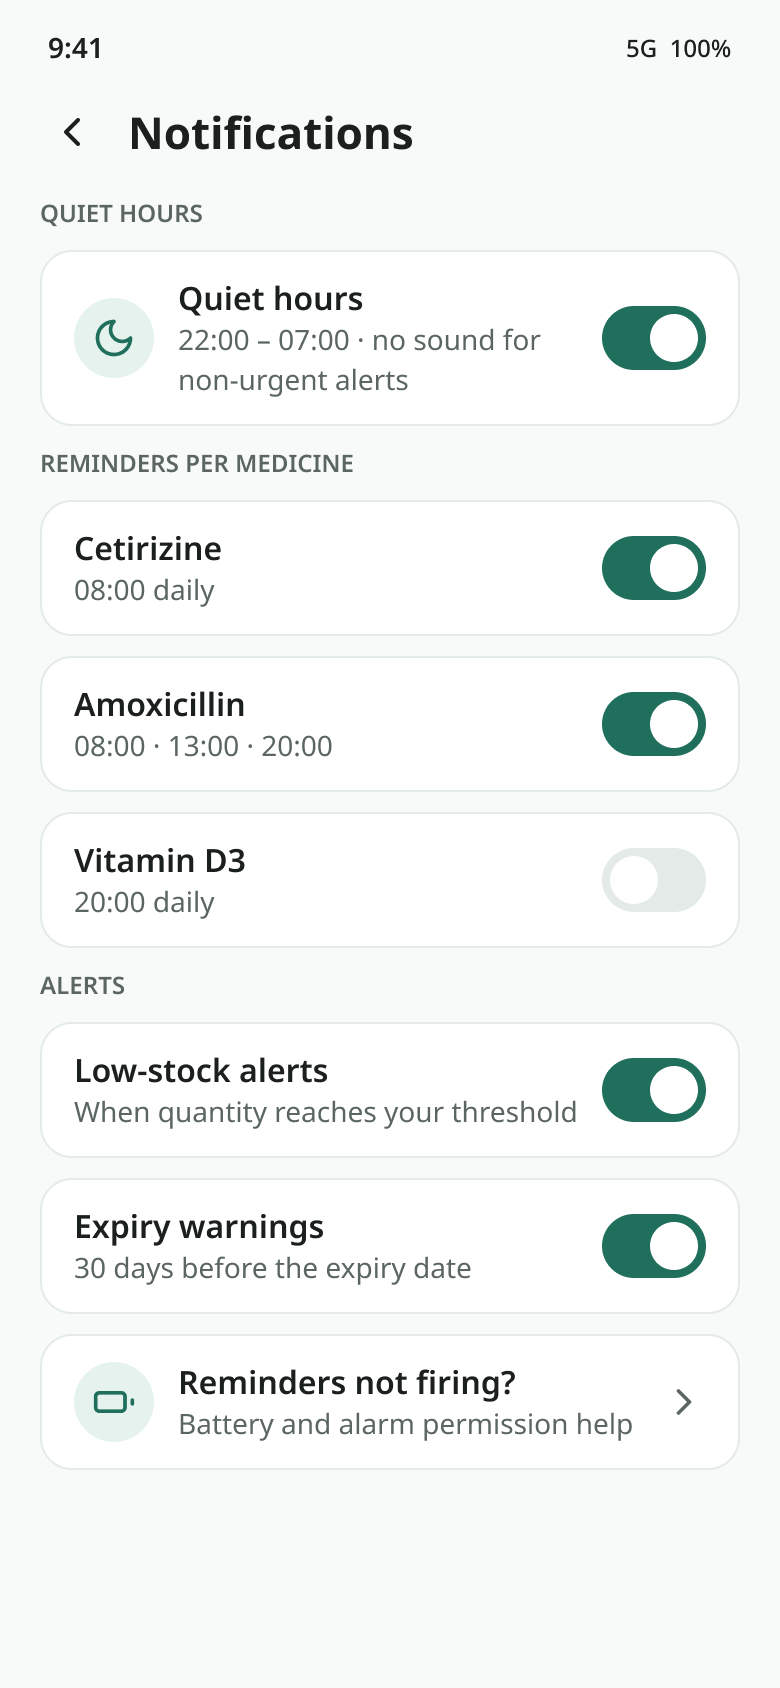 9:41
5G 100%
Notifications
QUIET HOURS
Quiet hours
22:00 – 07:00 · no sound for
non-urgent alerts
REMINDERS PER MEDICINE
Cetirizine
08:00 daily
Amoxicillin
08:00 · 13:00 · 20:00
Vitamin D3
20:00 daily
ALERTS
Low-stock alerts
When quantity reaches your threshold
Expiry warnings
30 days before the expiry date
Reminders not firing?
Battery and alarm permission help